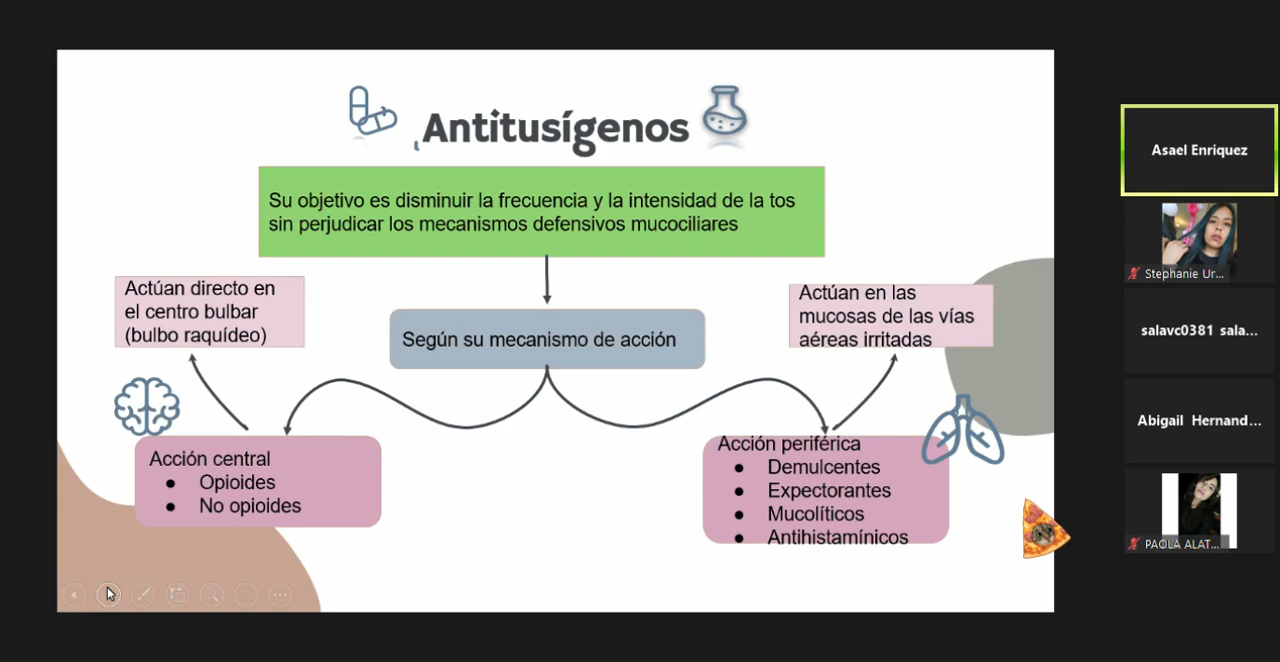 Antitusígenos
Su objetivo es disminuir la frecuencia y la intensidad de la tos
sin perjudicar los mecanismos defensivos mucociliares
Actúan directo en
el centro bulbar
(bulbo raquídeo)
Según su mecanismo de acción
Actúan en las
mucosas de las vías
aéreas irritadas
Acción central
● Opioides
● No opioides
Acción periférica
● Demulcentes
● Expectorantes
● Mucolíticos
● Antihistamínicos
Asael Enriquez
Stephanie Ur...
salavc0381 sala...
Abigail Hernand...
PAOLA ALAT...